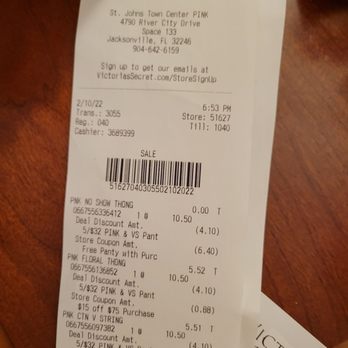 St. Johns Town Center PINK
4790 River City Drive
Space 133
Jacksonville, FL 32246
904-642-6159
Sign up to get our emails at
VictoriasSecret.com/StoreSignUp
2/10/22 6:53 PM
Trans.: 3055 Store: 51627
Reg.: 040 Till: 1040
Cashier: 3689399
SALE
5162704030550210 2022
PNK NO SHOW THONG 0.00 T
0667556336412 1 @ 10.50
Deal Discount Amt. (4.10)
5/$32 PINK & VS Pant
Store Coupon Amt. (6.40)
Free Panty with Purc
PNK FLORAL THONG 5.52 T
0667556136852 1 @ 10.50
Deal Discount Amt. (4.10)
5/$32 PINK & VS Pant
Store Coupon Amt. (0.88)
$15 off $75 Purchase
PNK CTN V STRING 5.51 T
0667556097382 1 @ 10.50
Deal Discount Amt. (4.10)
5/$32 PINK & VS Pant
VICT